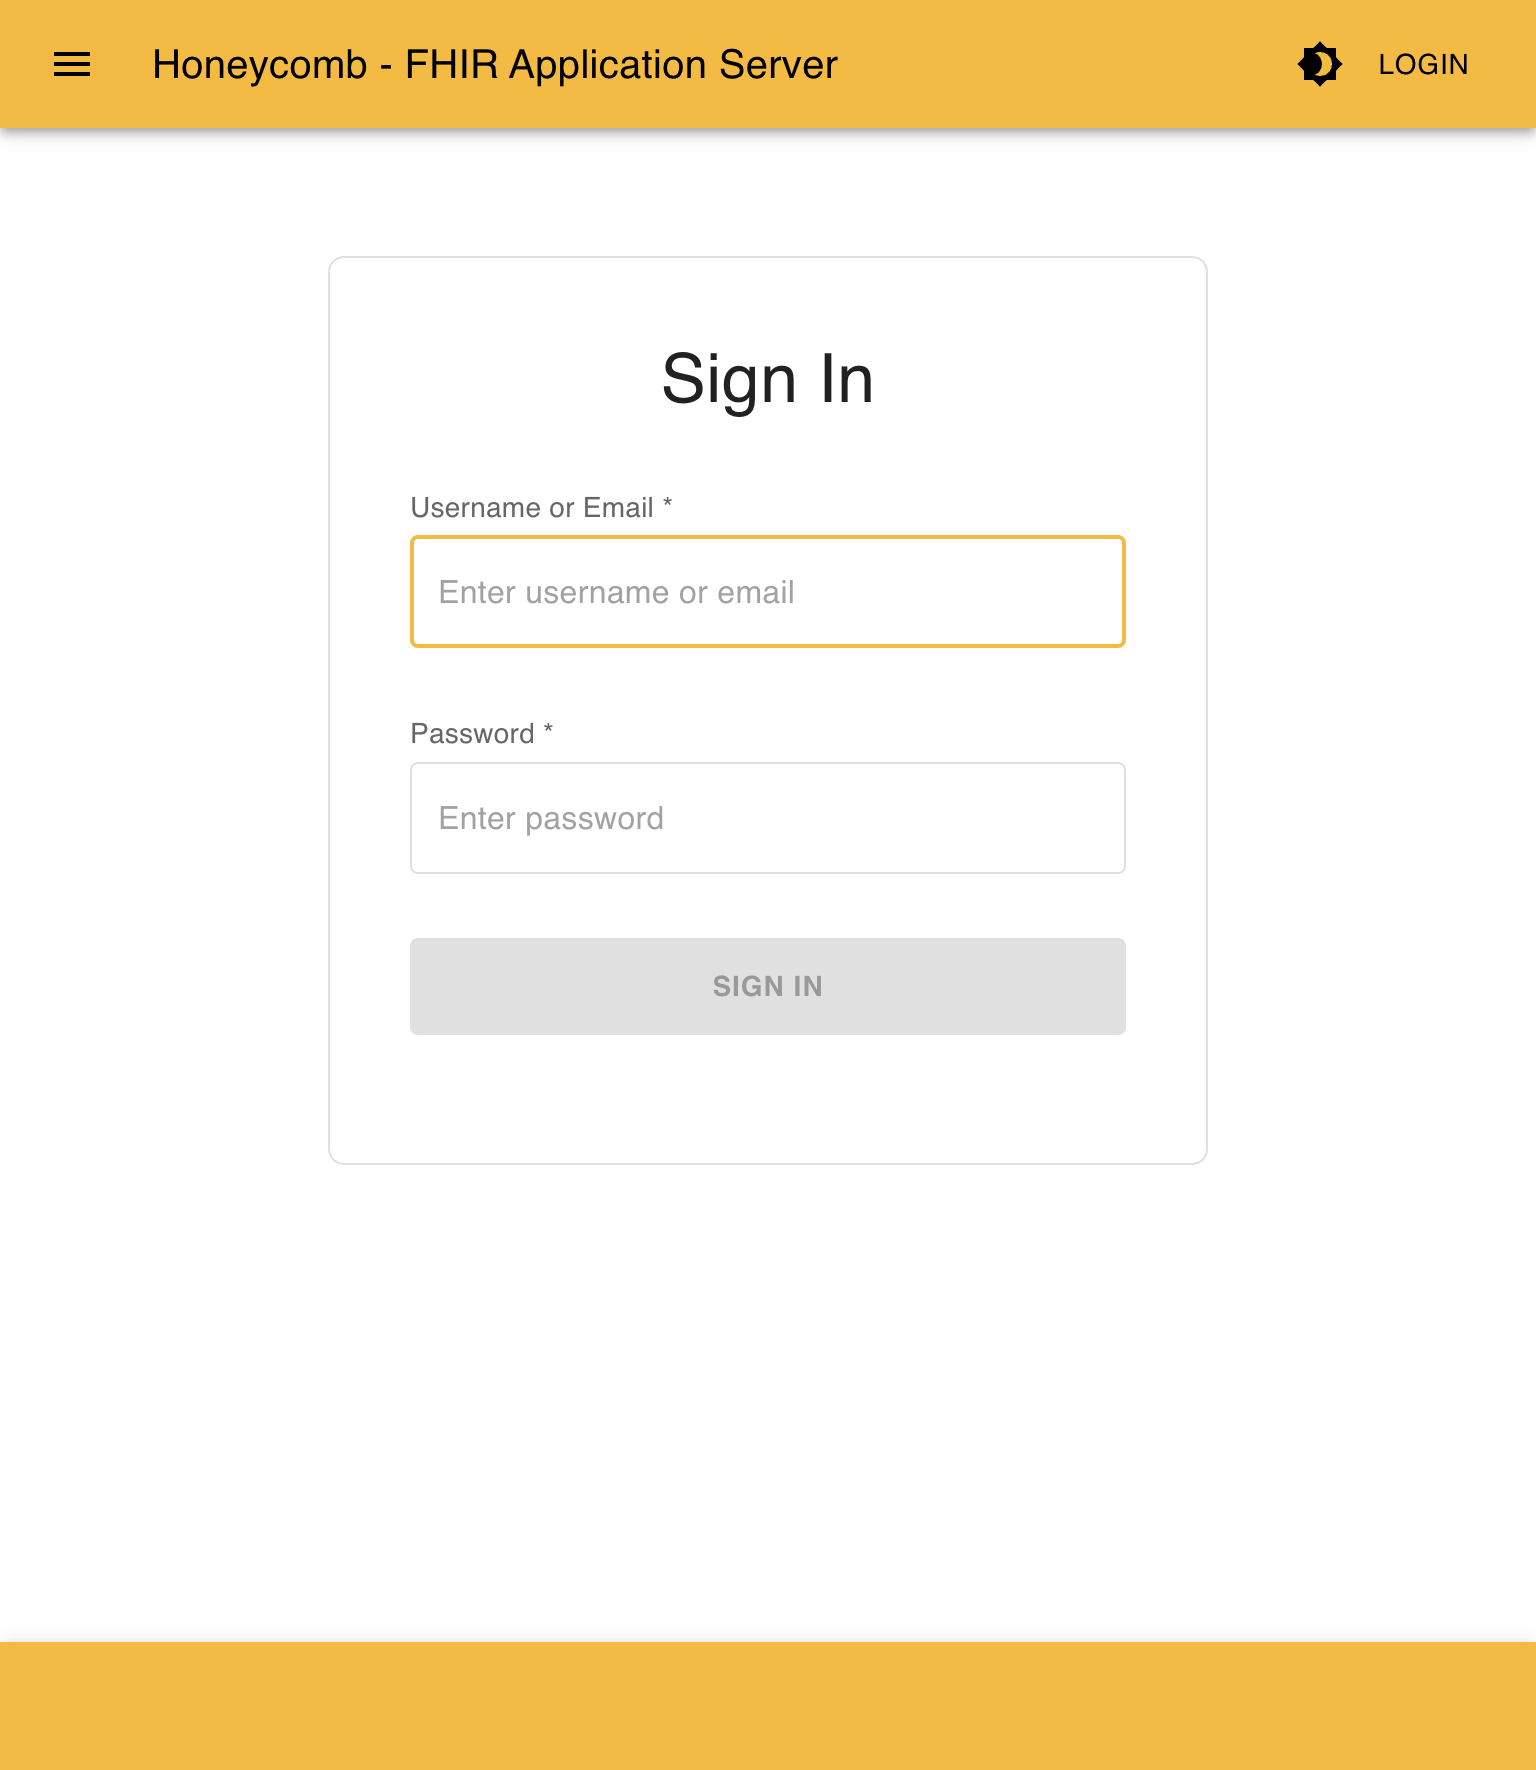 Honeycomb - FHIR Application Server
LOGIN
Sign In
Username or Email *
Enter username or email
Password *
Enter password
SIGN IN